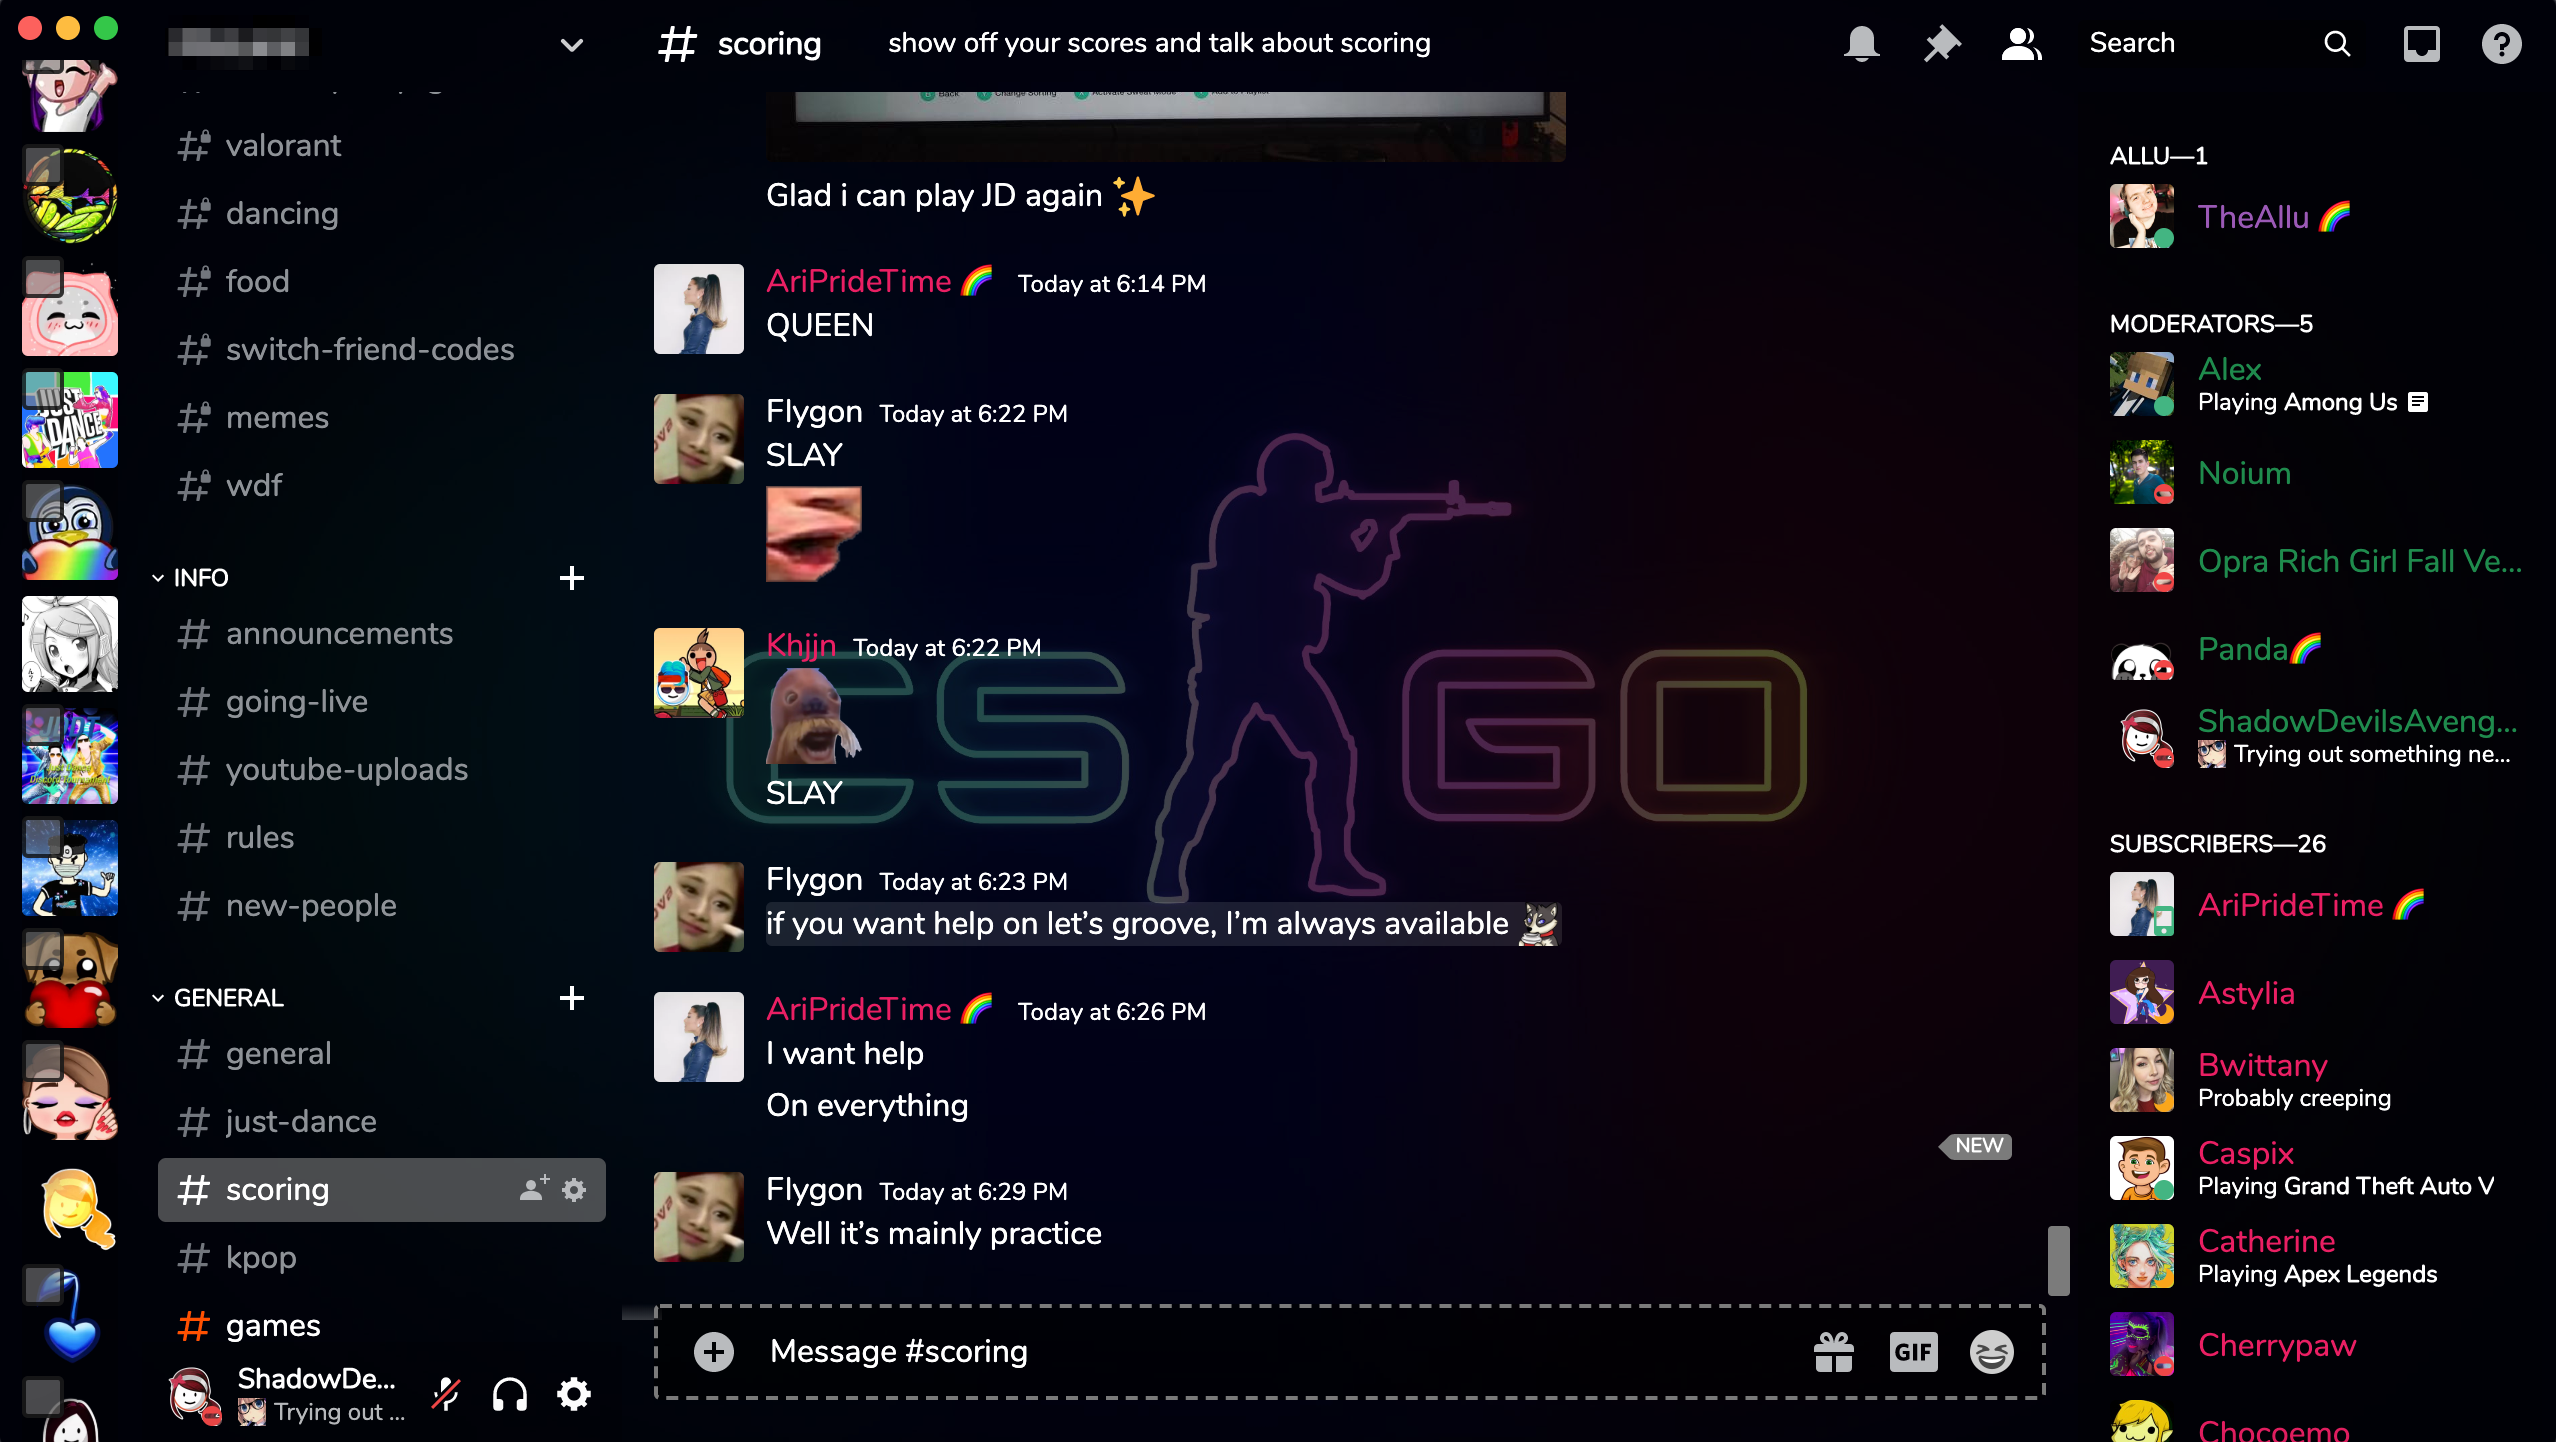 scoring
show off your scores and talk about scoring
Search
valorant
dancing
food
switch-friend-codes
memes
wdf
INFO
announcements
going-live
youtube-uploads
rules
new-people
GENERAL
general
just-dance
scoring
kpop
games
ShadowDe...
Trying out ...
JUST DANCE
Back
Change Sorting
Glad i can play JD again
AriPrideTime Today at 6:14 PM
QUEEN
Flygon Today at 6:22 PM
SLAY
Khjjn Today at 6:22 PM
SLAY
CS GO
Flygon Today at 6:23 PM
if you want help on let’s groove, I’m always available
AriPrideTime Today at 6:26 PM
I want help
On everything
NEW
Flygon Today at 6:29 PM
Well it’s mainly practice
Message #scoring
GIF
ALLU—1
TheAllu
MODERATORS—5
Alex
Playing Among Us
Noium
Opra Rich Girl Fall Ve...
Panda
ShadowDevilsAveng...
Trying out something ne...
SUBSCRIBERS—26
AriPrideTime
Astylia
Bwittany
Probably creeping
Caspix
Playing Grand Theft Auto V
Catherine
Playing Apex Legends
Cherrypaw
Chocoemo